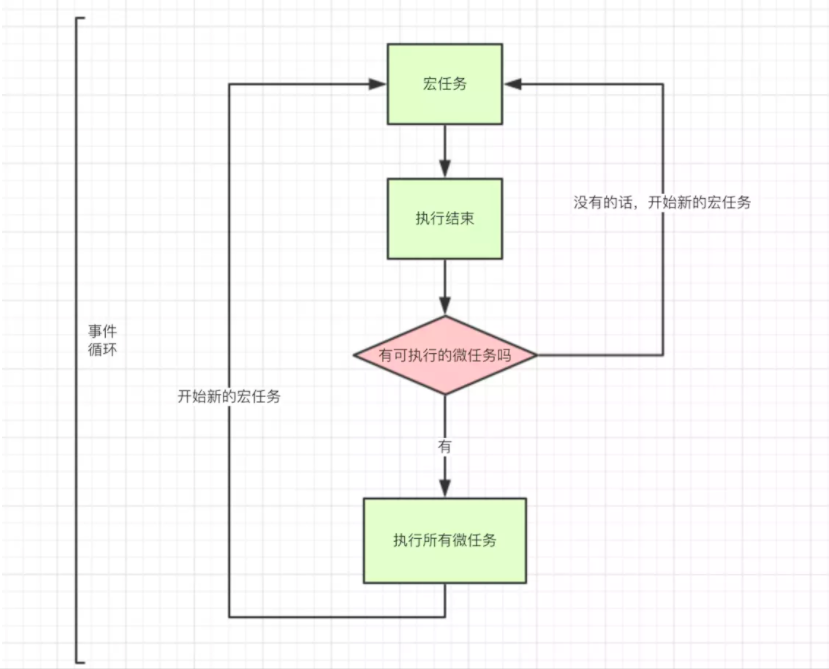 宏任务
执行结束
没有的话，开始新的宏任务
事件
循环
有可执行的微任务吗
开始新的宏任务
有
执行所有微任务